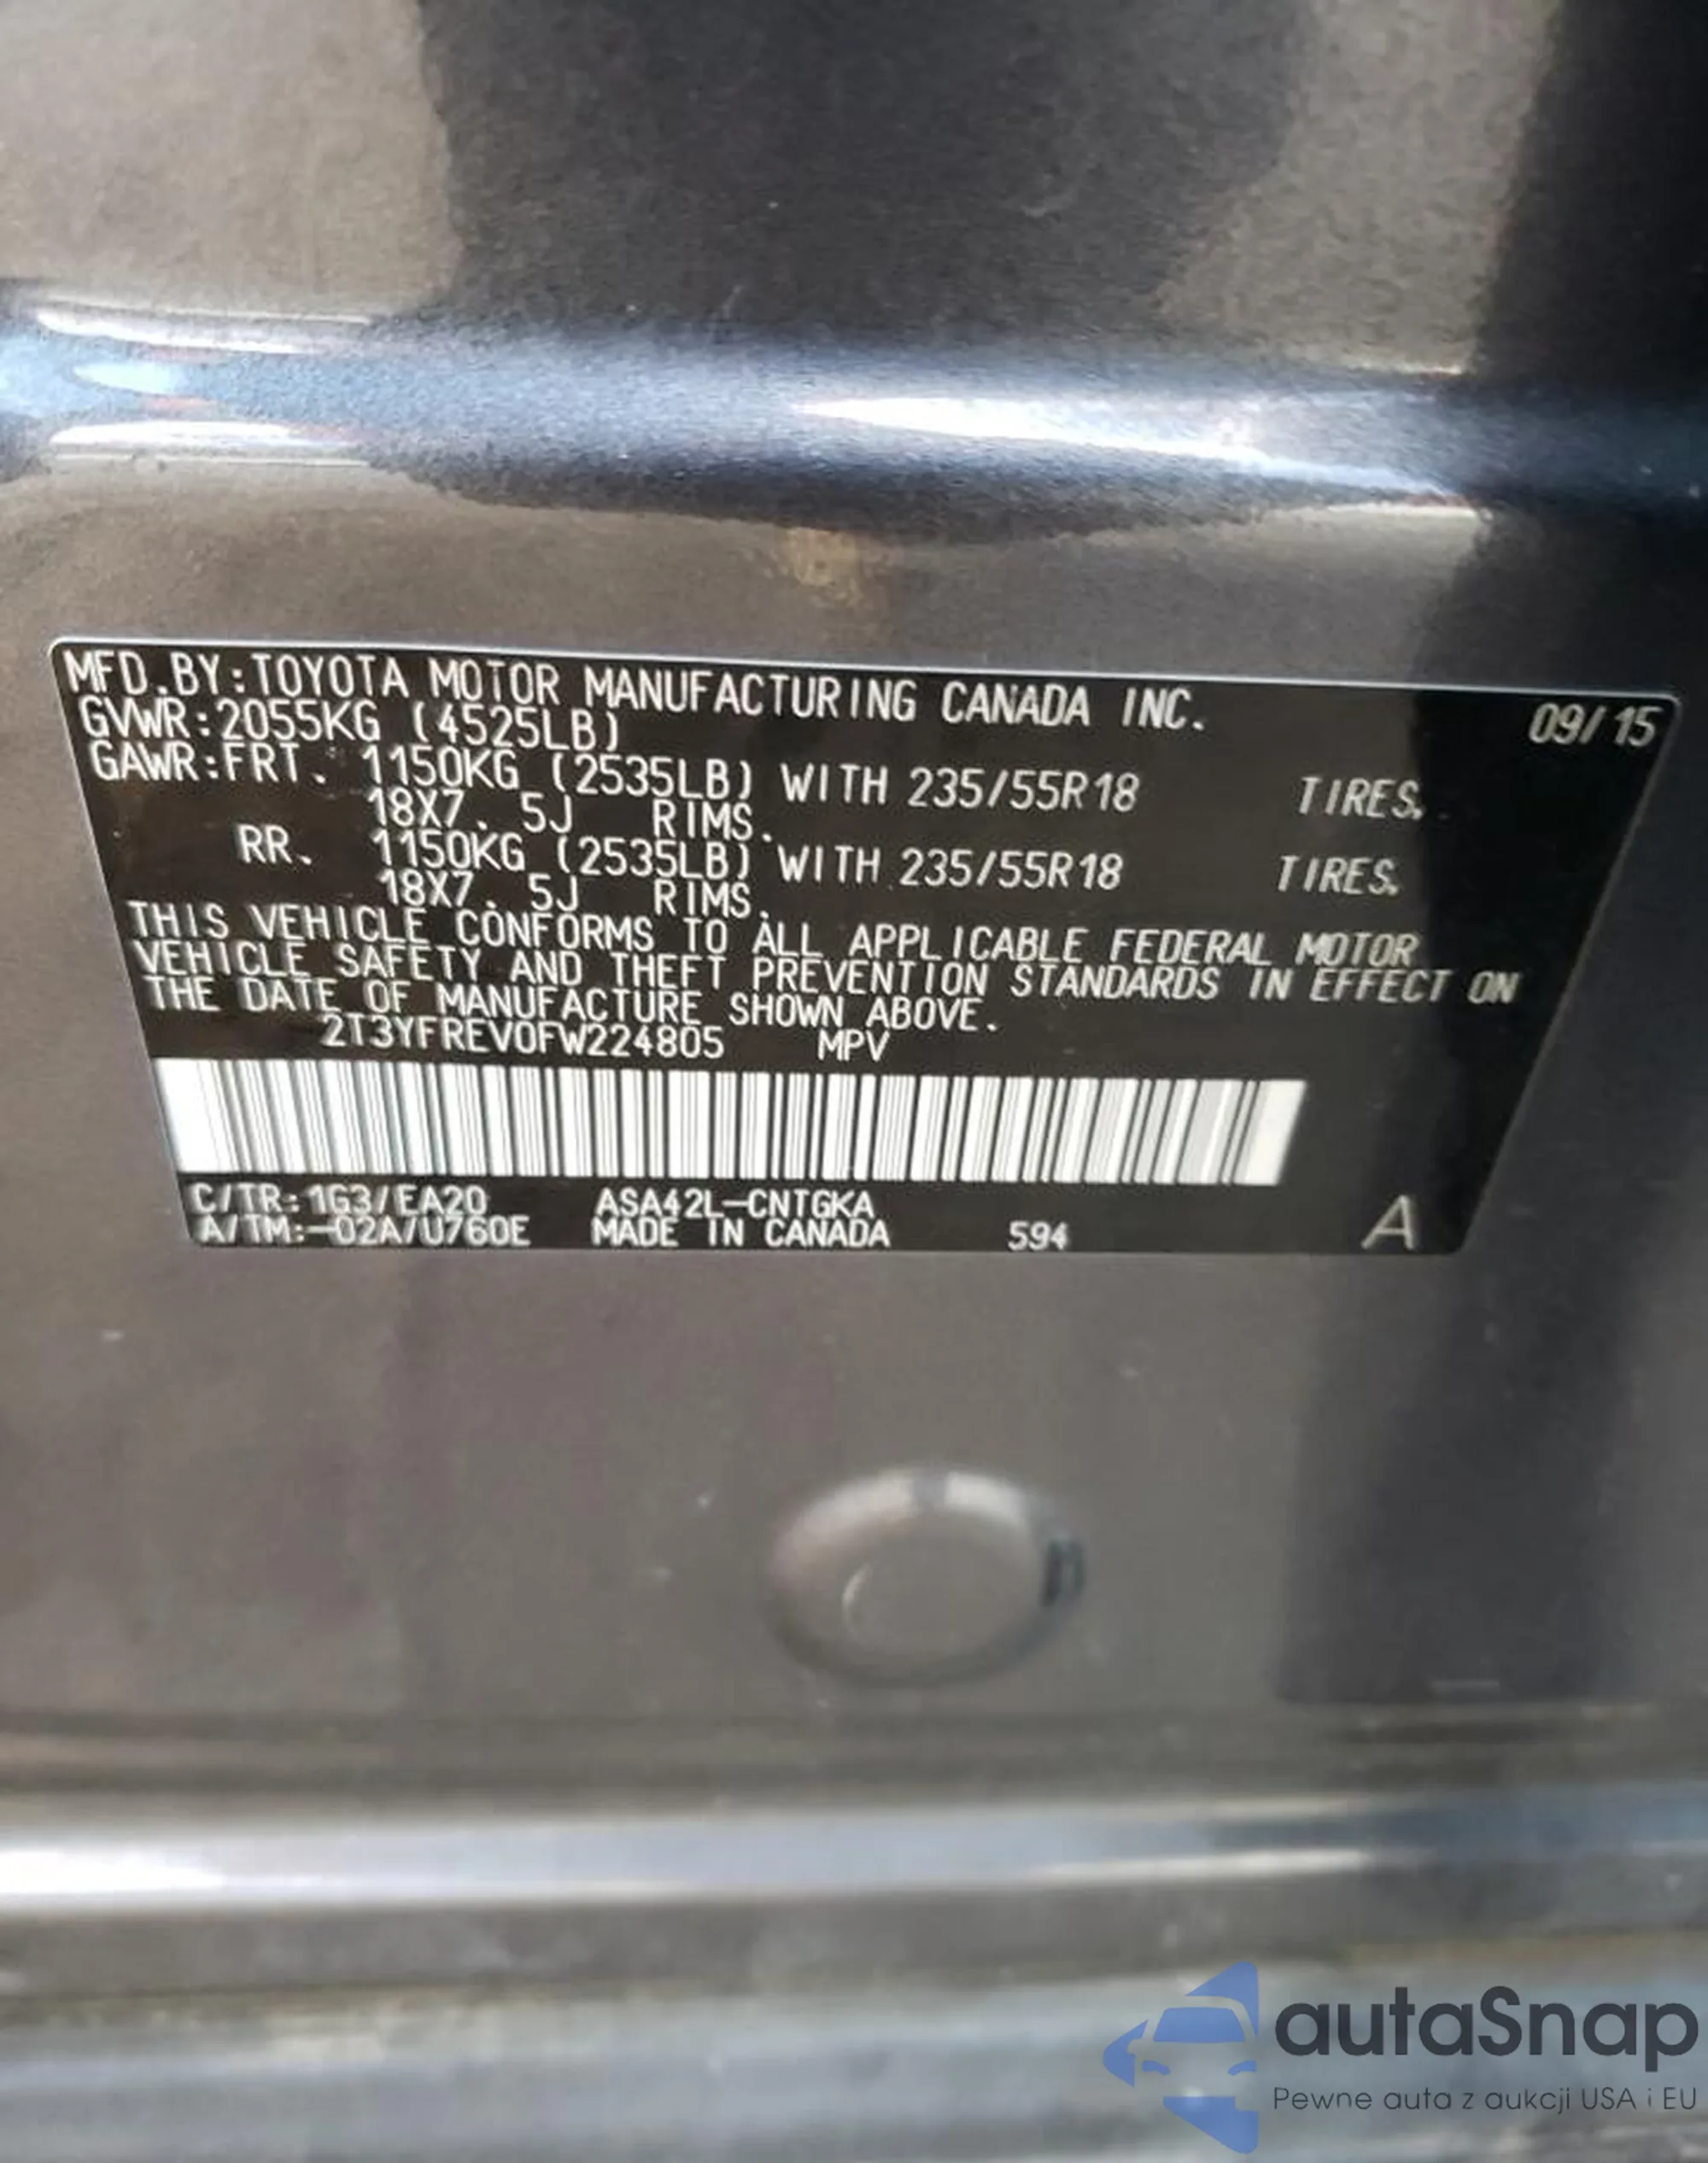 MFD.BY:TOYOTA MOTOR MANUFACTURING CANADA INC. 09/15
GVWR:2055KG (4525LB)
GAWR:FRT. 1150KG (2535LB) WITH 235/55R18 TIRES.
18X7.5J RIMS.
RR. 1150KG (2535LB) WITH 235/55R18 TIRES.
18X7.5J RIMS.
THIS VEHICLE CONFORMS TO ALL APPLICABLE FEDERAL MOTOR
VEHICLE SAFETY AND THEFT PREVENTION STANDARDS IN EFFECT ON
THE DATE OF MANUFACTURE SHOWN ABOVE.
2T3YFREV0FW224805 MPV
C/TR:1G3/EA20 ASA42L-CNTGKA
A/TM:-02A/U760E MADE IN CANADA 594 A
autaSnap
Pewne auta z aukcji USA i EU